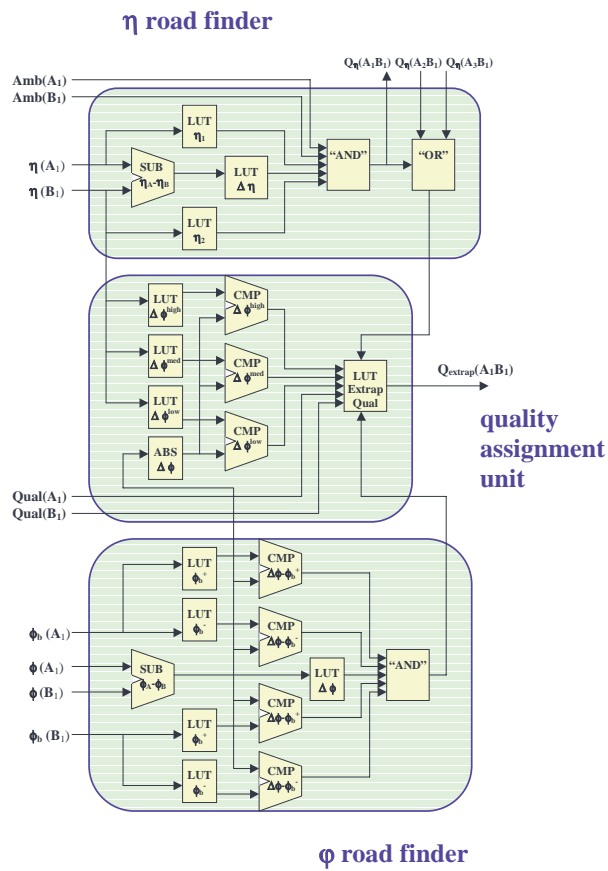 η road finder
Amb(A₁)
Amb(B₁)
Qη(A₁B₁) Qη(A₂B₁) Qη(A₃B₁)
LUT
η₁
η(A₁)
η(B₁)
SUB
ηA-ηB
LUT
Δη
"AND"
"OR"
LUT
η₂
LUT
Δϕhigh
CMP
Δϕhigh
LUT
Δϕmed
CMP
Δϕmed
LUT
Δϕlow
CMP
Δϕlow
ABS
Δϕ
LUT
Extrap
Qual
Qextrap(A₁B₁)
quality
assignment
unit
Qual(A₁)
Qual(B₁)
LUT
ϕb⁺
CMP
Δϕ-ϕb⁺
LUT
ϕb⁻
CMP
Δϕ-ϕb⁻
ϕb(A₁)
ϕ(A₁)
ϕ(B₁)
SUB
ϕA-ϕB
LUT
Δϕ
"AND"
ϕb(B₁)
LUT
ϕb⁺
CMP
Δϕ-ϕb⁺
LUT
ϕb⁻
CMP
Δϕ-ϕb⁻
φ road finder